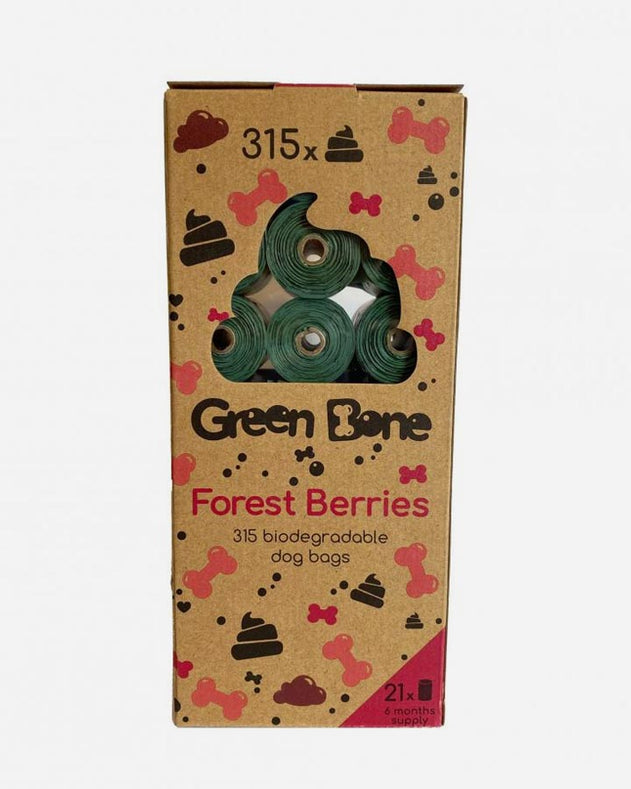 315x
Green Bone
Forest Berries
315 biodegradable
dog bags
21x
6 months
supply